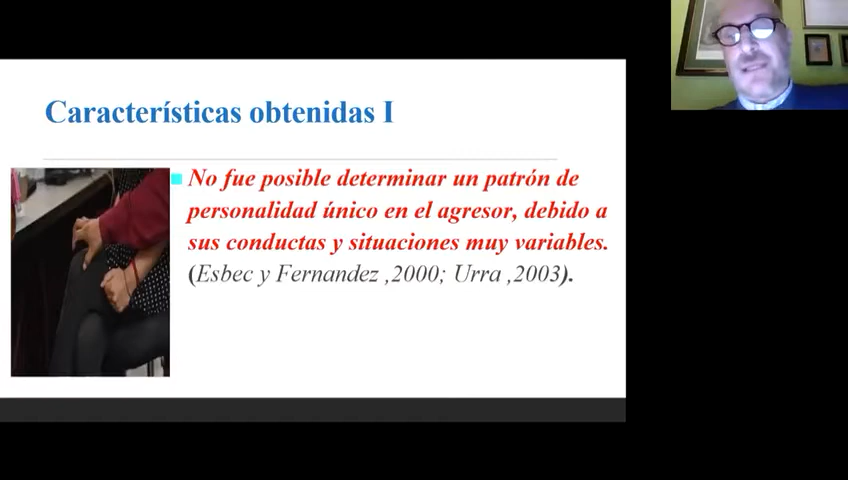 Características obtenidas I
No fue posible determinar un patrón de
personalidad único en el agresor, debido a
sus conductas y situaciones muy variables.
(Esbec y Fernandez ,2000; Urra ,2003).